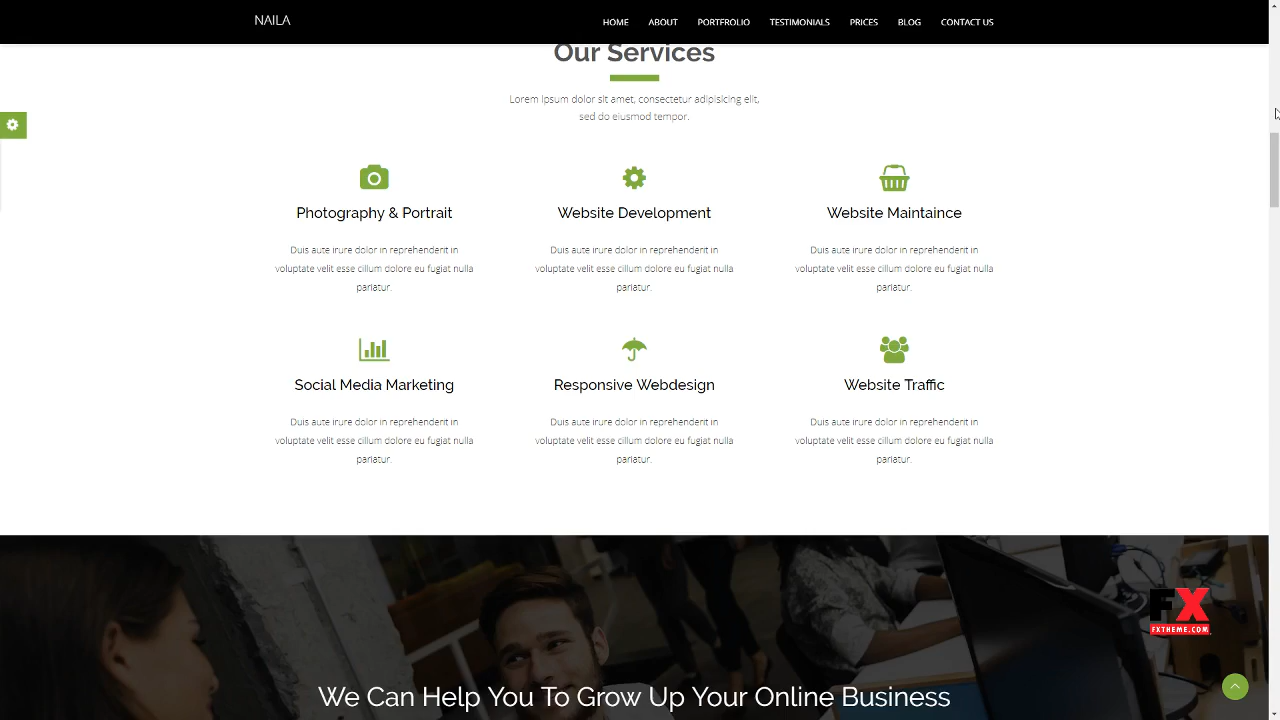 NAILA
HOME ABOUT PORTFROLIO TESTIMONIALS PRICES BLOG CONTACT US
Our Services
Lorem ipsum dolor sit amet, consectetur adipisicing elit,
sed do eiusmod tempor.
Photography & Portrait
Duis aute irure dolor in reprehenderit in
voluptate velit esse cillum dolore eu fugiat nulla
pariatur.
Website Development
Duis aute irure dolor in reprehenderit in
voluptate velit esse cillum dolore eu fugiat nulla
pariatur.
Website Maintaince
Duis aute irure dolor in reprehenderit in
voluptate velit esse cillum dolore eu fugiat nulla
pariatur.
Social Media Marketing
Duis aute irure dolor in reprehenderit in
voluptate velit esse cillum dolore eu fugiat nulla
pariatur.
Responsive Webdesign
Duis aute irure dolor in reprehenderit in
voluptate velit esse cillum dolore eu fugiat nulla
pariatur.
Website Traffic
Duis aute irure dolor in reprehenderit in
voluptate velit esse cillum dolore eu fugiat nulla
pariatur.
FX
FXTHEME.COM
We Can Help You To Grow Up Your Online Business